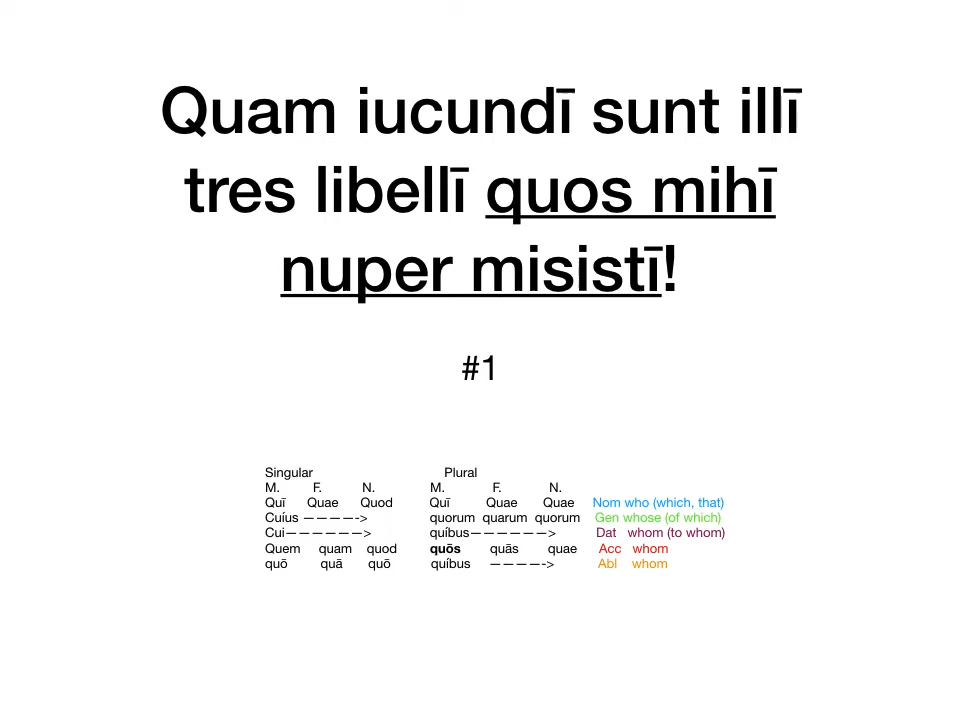 Quam iucundī sunt illī
tres libellī quos mihī
nuper misistī!
#1
Singular Plural
M. F. N. M. F. N.
Quī Quae Quod Quī Quae Quae Nom who (which, that)
Cuíus ————-> quorum quarum quorum Gen whose (of which)
Cui——————> quíbus——————> Dat whom (to whom)
Quem quam quod quōs quās quae Acc whom
quō quā quō quíbus ————-> Abl whom